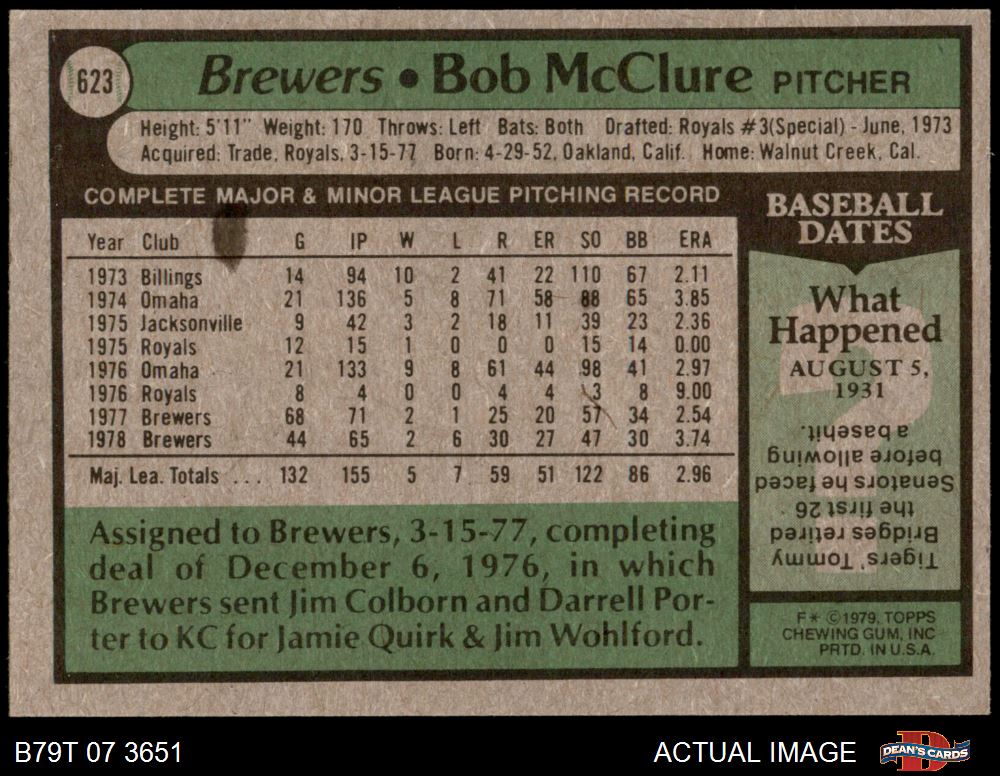 623
Brewers • Bob McClure PITCHER
Height: 5'11" Weight: 170 Throws: Left Bats: Both Drafted: Royals #3(Special) - June, 1973
Acquired: Trade, Royals, 3-15-77 Born: 4-29-52, Oakland, Calif. Home: Walnut Creek, Cal.
COMPLETE MAJOR & MINOR LEAGUE PITCHING RECORD
Year Club G IP W L R ER SO BB ERA
1973 Billings 14 94 10 2 41 22 110 67 2.11
1974 Omaha 21 136 5 8 71 58 88 65 3.85
1975 Jacksonville 9 42 3 2 18 11 39 23 2.36
1975 Royals 12 15 1 0 0 0 15 14 0.00
1976 Omaha 21 133 9 8 61 44 98 41 2.97
1976 Royals 8 4 0 0 4 4 3 8 9.00
1977 Brewers 68 71 2 1 25 20 57 34 2.54
1978 Brewers 44 65 2 6 30 27 47 30 3.74
Maj. Lea. Totals ... 132 155 5 7 59 51 122 86 2.96
Assigned to Brewers, 3-15-77, completing
deal of December 6, 1976, in which
Brewers sent Jim Colborn and Darrell Por-
ter to KC for Jamie Quirk & Jim Wohlford.
BASEBALL
DATES
What
Happened
AUGUST 5,
1931
Tigers' Tommy
Bridges retired
the first 26
Senators he faced
before allowing
a basehit.
F* ©1979, TOPPS
CHEWING GUM, INC
PRTD. IN U.S.A.
B79T 07 3651
ACTUAL IMAGE
DEAN'S CARDS